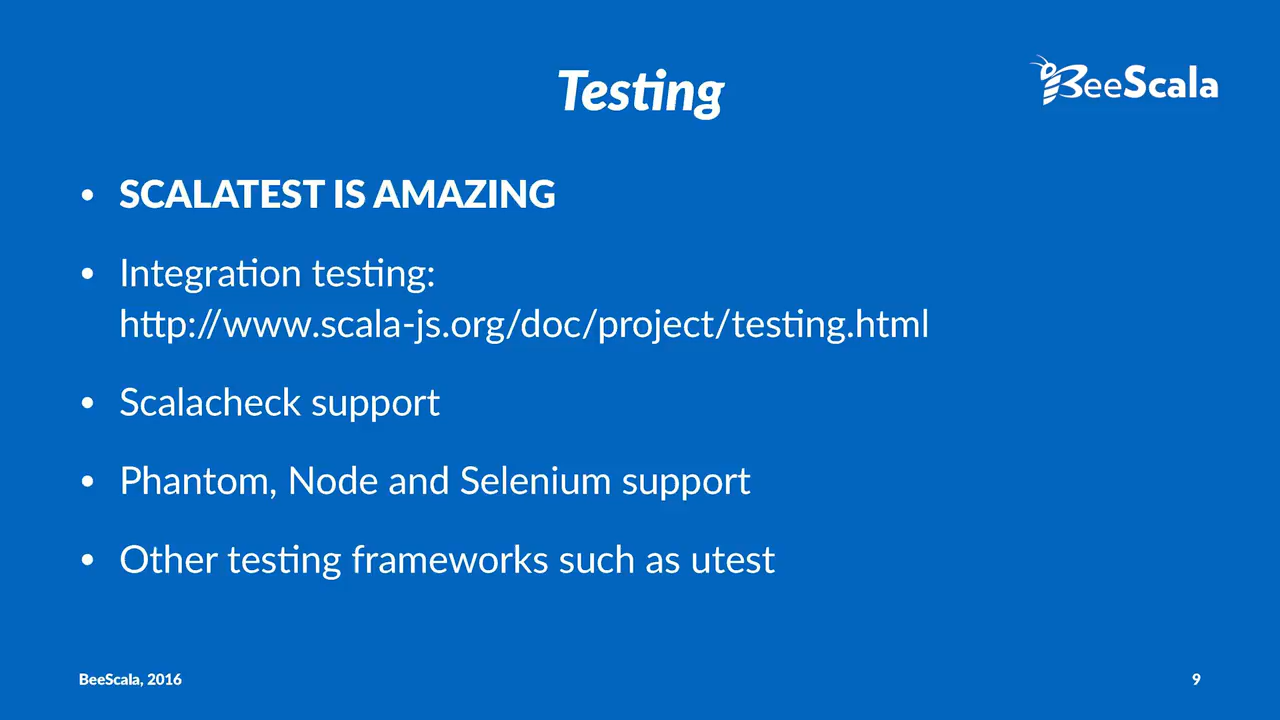 Testing
BeeScala
• SCALATEST IS AMAZING
• Integration testing:
http://www.scala-js.org/doc/project/testing.html
• Scalacheck support
• Phantom, Node and Selenium support
• Other testing frameworks such as utest
BeeScala, 2016
9